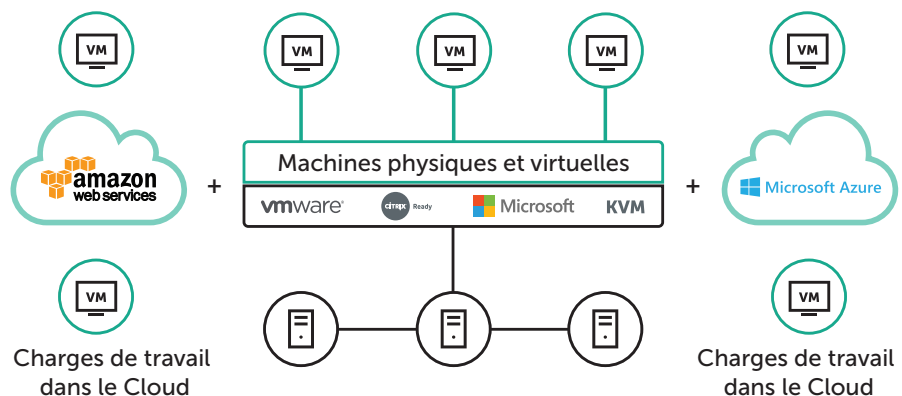 VM
VM
VM
VM
VM
amazon
web services
+
Machines physiques et virtuelles
vmware®
CITRIX Ready
Microsoft
KVM
+
Microsoft Azure
VM
VM
Charges de travail
dans le Cloud
Charges de travail
dans le Cloud